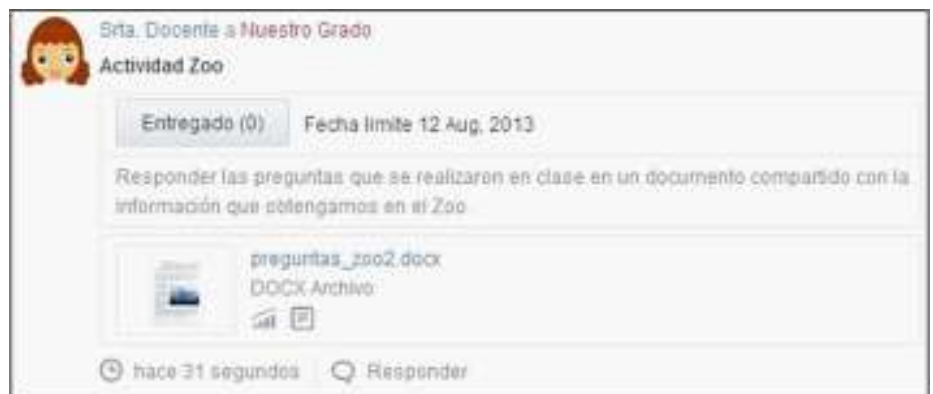 Srta. Docente a Nuestro Grado
Actividad Zoo
Entregado (0) Fecha limite 12 Aug, 2013
Responder las preguntas que se realizaron en clase en un documento compartido con la
información que obtengamos en el Zoo
preguntas_zoo2.docx
DOCX Archivo
hace 31 segundos Responder